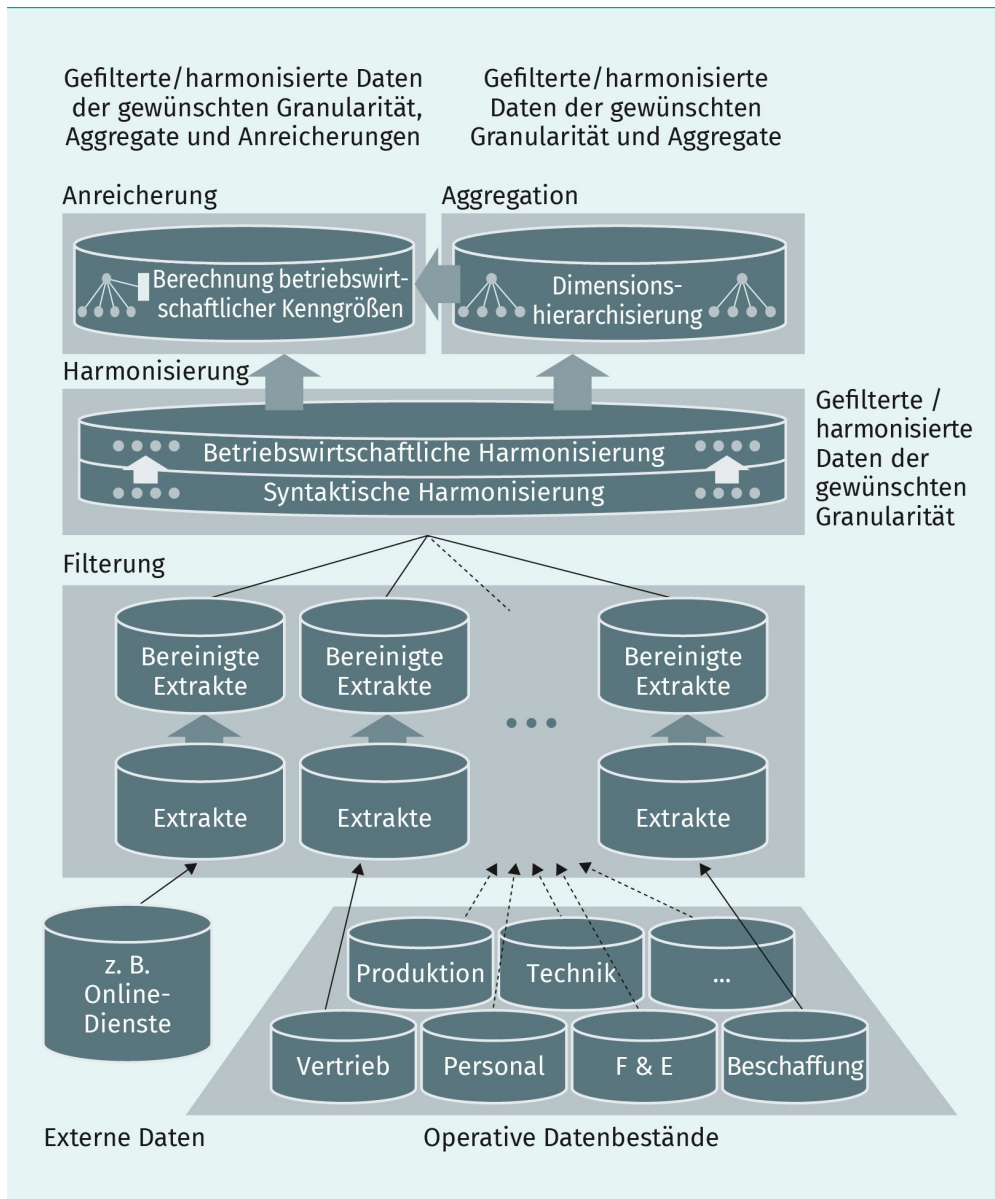 Gefilterte/harmonisierte Daten
der gewünschten Granularität,
Aggregate und Anreicherungen
Gefilterte/harmonisierte
Daten der gewünschten
Granularität und Aggregate
Anreicherung
Aggregation
Berechnung betriebswirt-
schaftlicher Kenngrößen
Dimensions-
hierarchisierung
Harmonisierung
Betriebswirtschaftliche Harmonisierung
Syntaktische Harmonisierung
Gefilterte /
harmonisierte
Daten der
gewünschten
Granularität
Filterung
Bereinigte
Extrakte
Bereinigte
Extrakte
Bereinigte
Extrakte
Extrakte
Extrakte
Extrakte
z. B.
Online-
Dienste
Produktion
Technik
...
Vertrieb
Personal
F & E
Beschaffung
Externe Daten
Operative Datenbestände